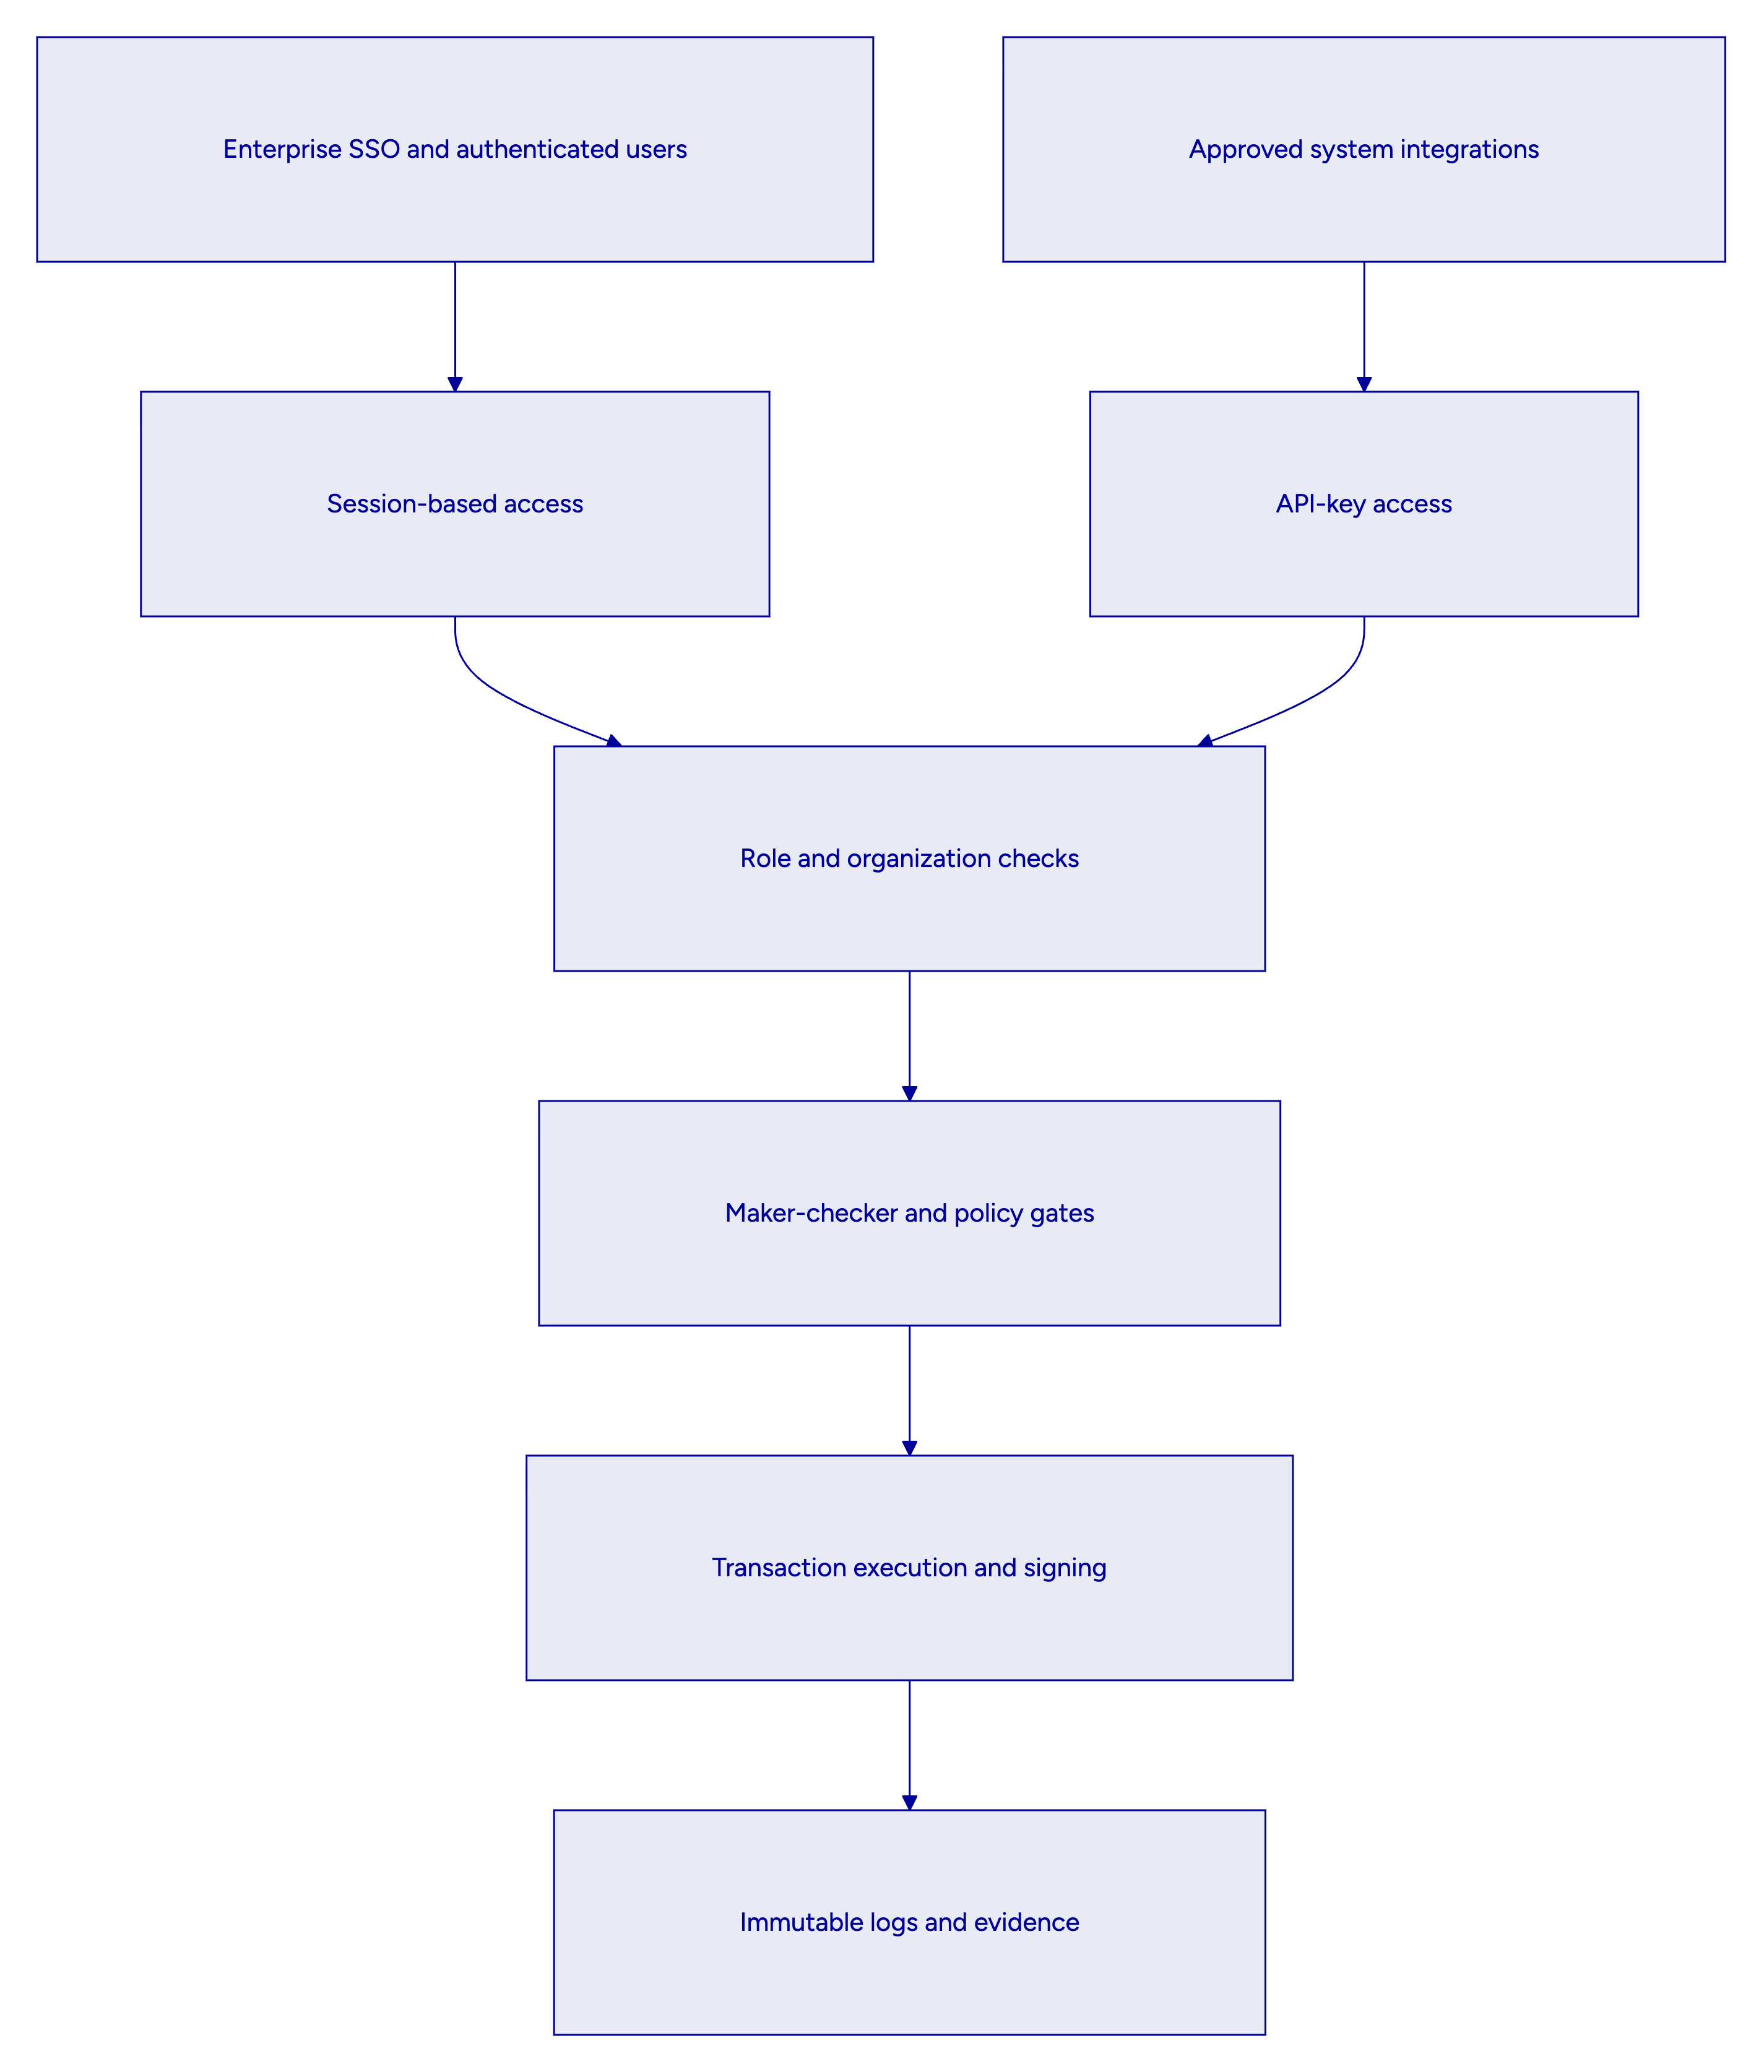 Enterprise SSO and authenticated users
Approved system integrations
Session-based access
API-key access
Role and organization checks
Maker-checker and policy gates
Transaction execution and signing
Immutable logs and evidence